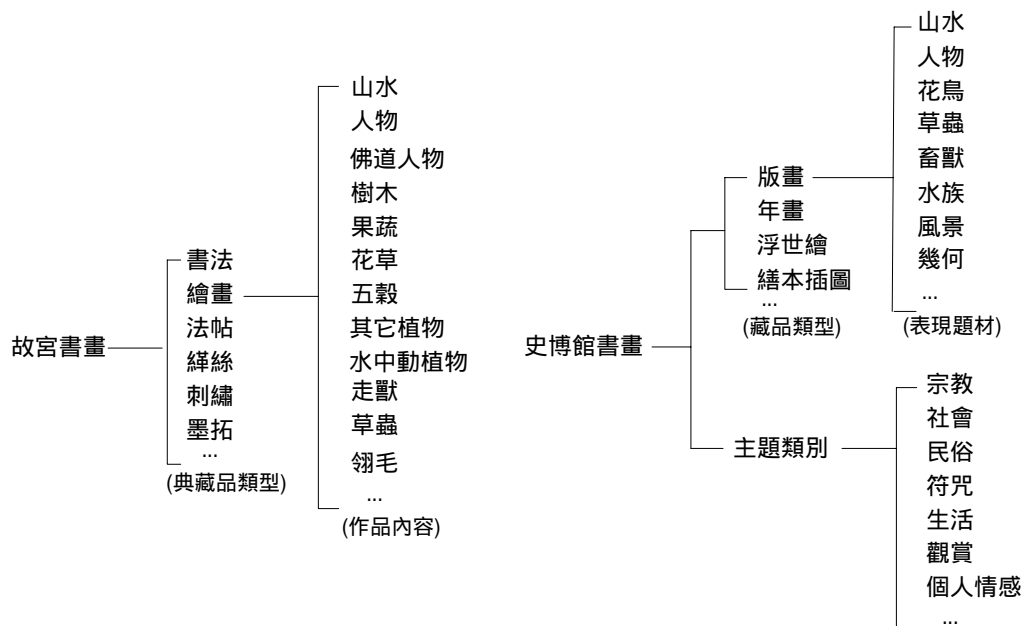 故宮書畫
書法
繪畫
法帖
緙絲
刺繡
墨拓
...
(典藏品類型)
山水
人物
佛道人物
樹木
果蔬
花草
五穀
其它植物
水中動植物
走獸
草蟲
翎毛
...
(作品內容)
史博館書畫
版畫
年畫
浮世繪
繕本插圖
...
(藏品類型)
山水
人物
花鳥
草蟲
畜獸
水族
風景
幾何
...
(表現題材)
主題類別
宗教
社會
民俗
符咒
生活
觀賞
個人情感
...